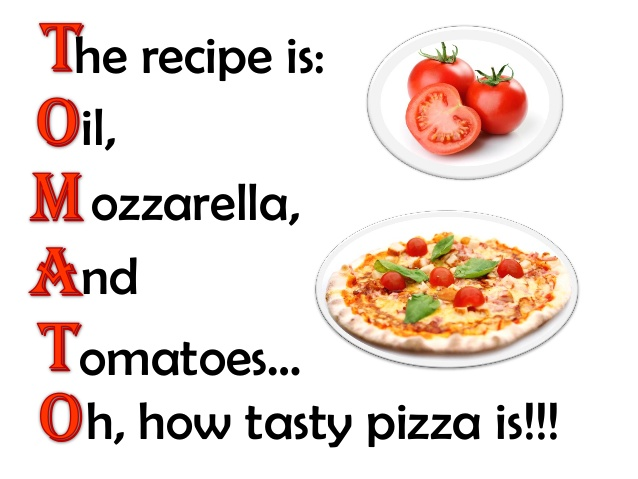 The recipe is:
Oil,
Mozzarella,
And
Tomatoes...
Oh, how tasty pizza is!!!